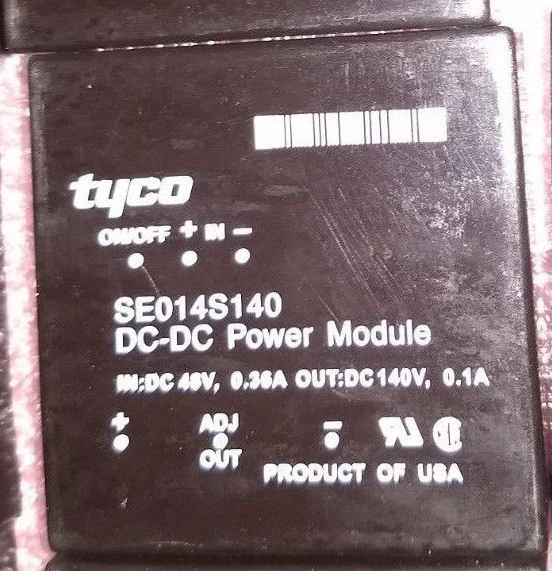 tyco
ON/OFF + IN −
SE014S140
DC-DC Power Module
IN:DC 48V, 0.36A OUT:DC 140V, 0.1A
+ ADJ −
OUT
PRODUCT OF USA